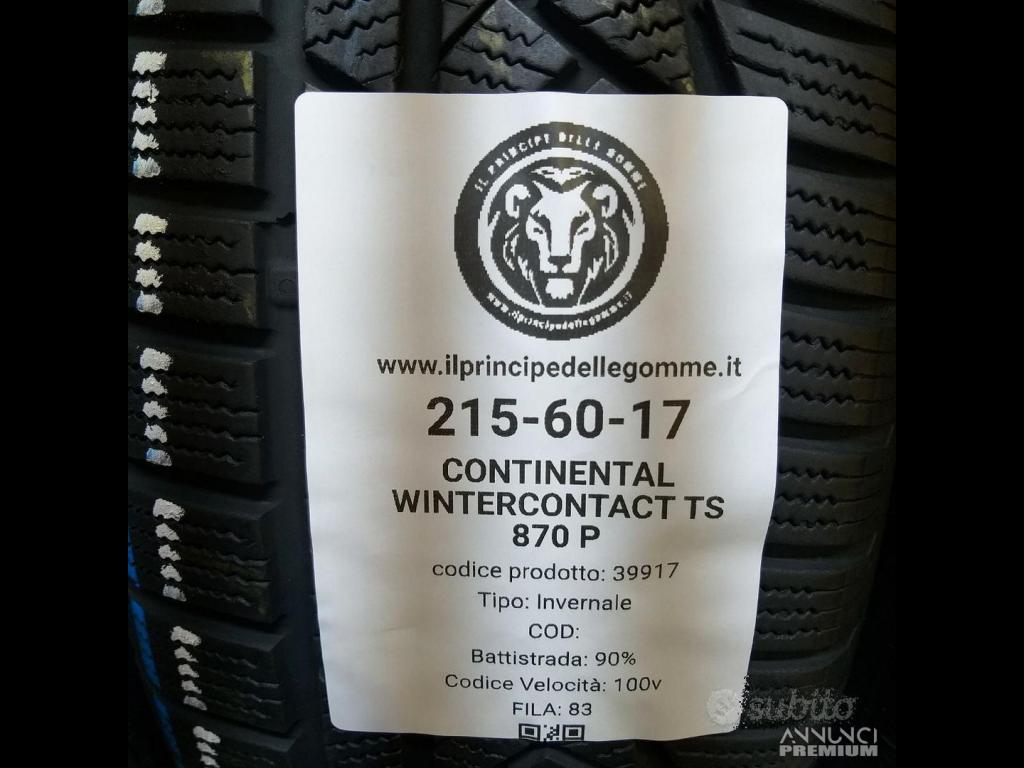 IL PRINCIPE DELLE GOMME
www.ilprincipedellegomme.it
www.ilprincipedellegomme.it
215-60-17
CONTINENTAL
WINTERCONTACT TS
870 P
codice prodotto: 39917
Tipo: Invernale
COD:
Battistrada: 90%
Codice Velocità: 100v
FILA: 83
subito
ANNUNCI
PREMIUM